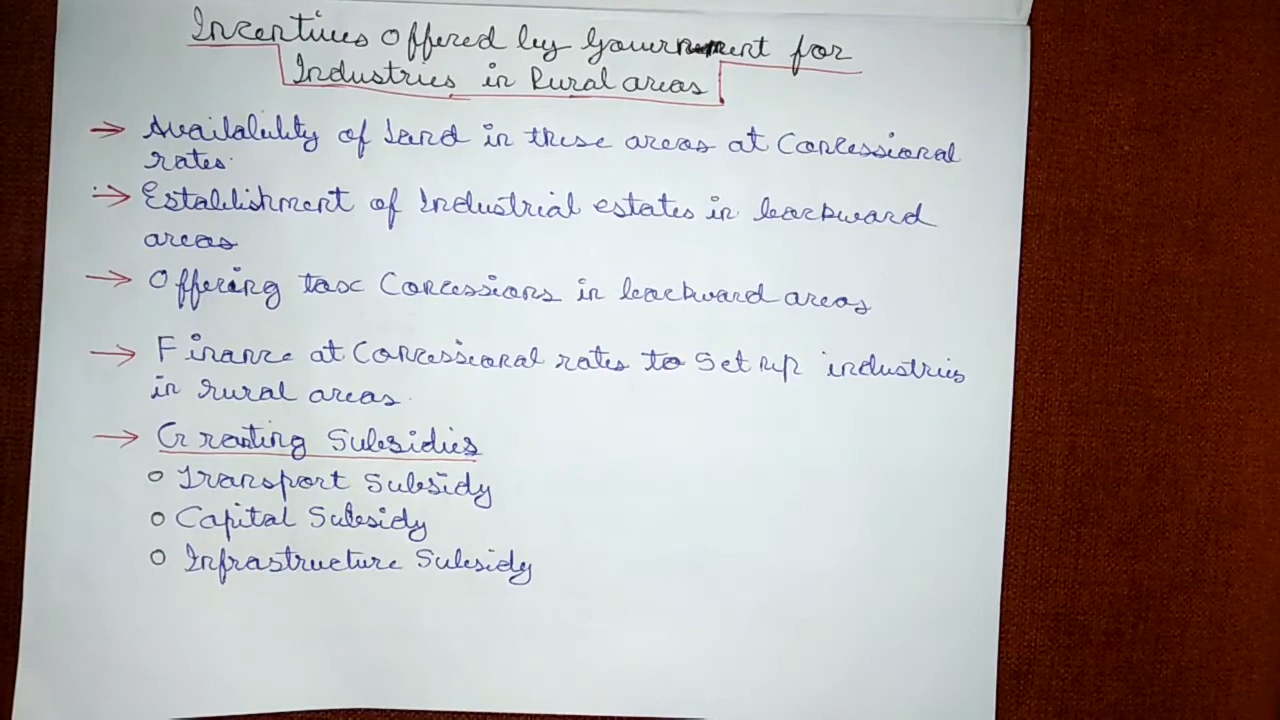 Incentives Offered by Government for
Industries in Rural areas
→ Availability of Land in these areas at Concessional
rates.
→ Establishment of Industrial estates in backward
areas
→ Offering tax Concessions in backward areas
→ Finance at Concessional rates to Set up industries
in rural areas.
→ Granting Subsidies
o Transport Subsidy
o Capital Subsidy
o Infrastructure Subsidy